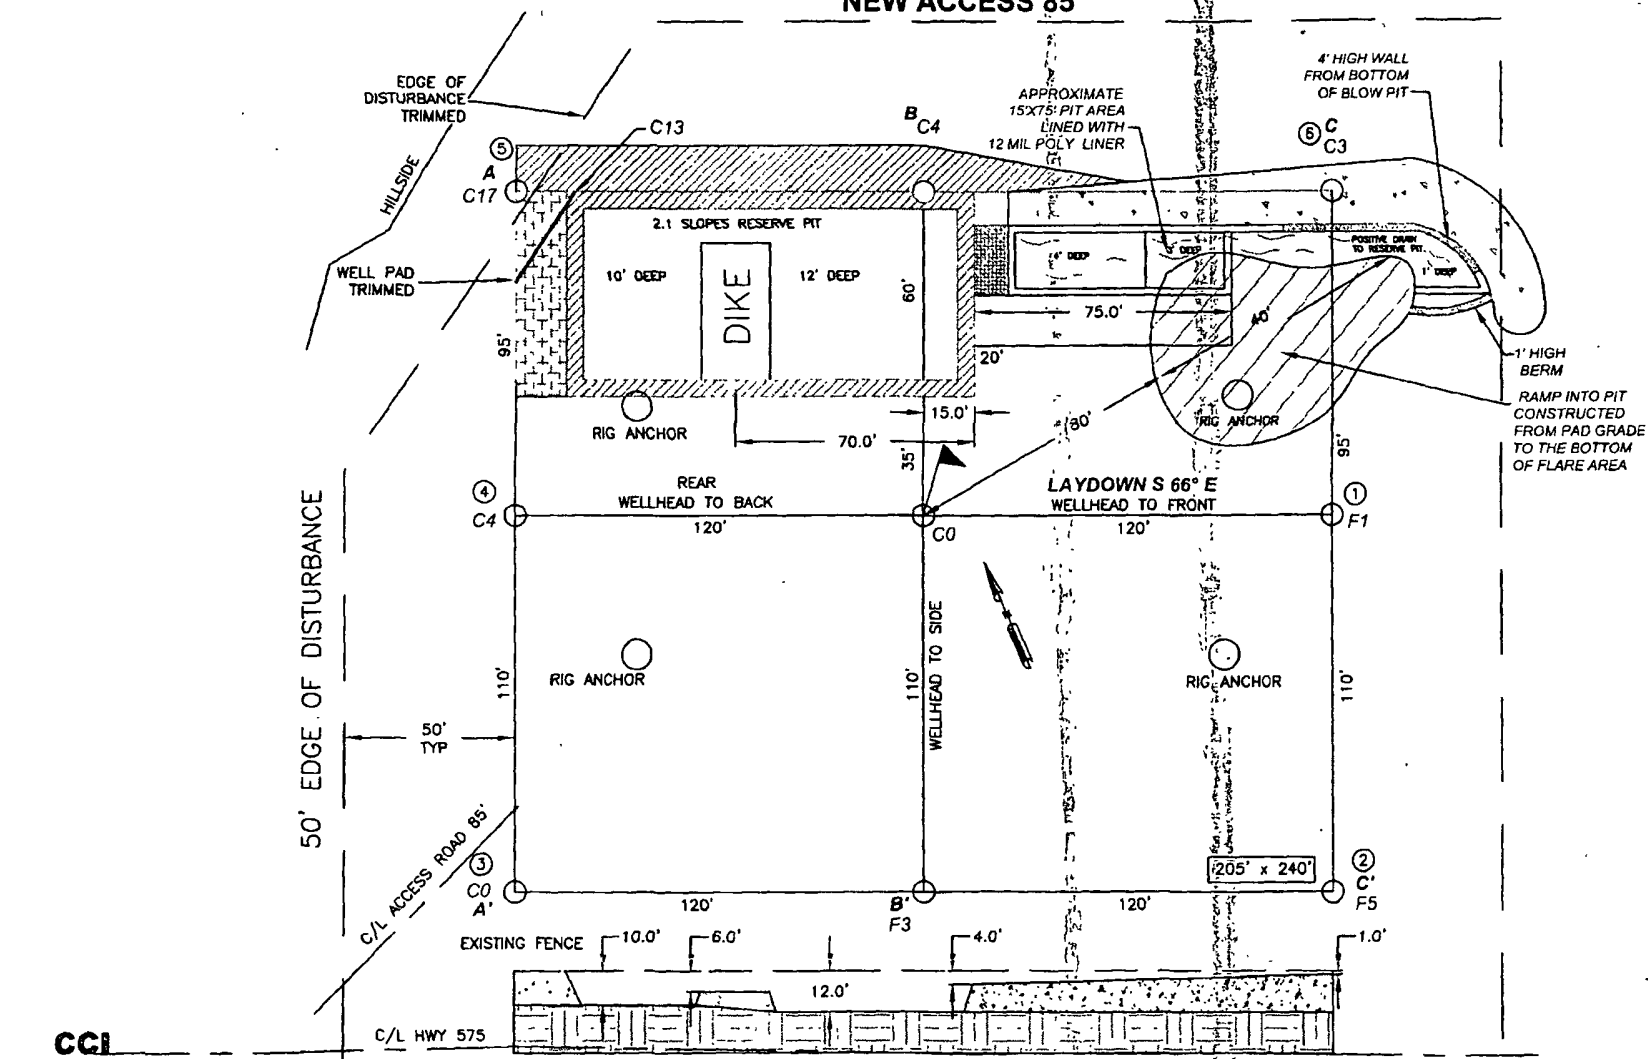 NEW ACCESS 85'
EDGE OF
DISTURBANCE
TRIMMED
HILLSIDE
WELL PAD
TRIMMED
C13
5
A
C17
B
C4
APPROXIMATE
15'X75' PIT AREA
LINED WITH
12 MIL POLY LINER
4' HIGH WALL
FROM BOTTOM
OF BLOW PIT
6
C
C3
2.1 SLOPES RESERVE PIT
10' DEEP
DIKE
12' DEEP
60'
DEEP
DEEP
POSITIVE DRAIN
TO RESERVE PIT.
1' DEEP
75.0'
40'
20'
95'
1' HIGH
BERM
RAMP INTO PIT
CONSTRUCTED
FROM PAD GRADE
TO THE BOTTOM
OF FLARE AREA
RIG ANCHOR
RIG ANCHOR
15.0'
70.0'
80'
35'
95'
REAR
WELLHEAD TO BACK
120'
LAYDOWN S 66° E
WELLHEAD TO FRONT
120'
4
C4
C0
1
F1
50' EDGE OF DISTURBANCE
RIG ANCHOR
RIG ANCHOR
110'
110'
WELLHEAD TO SIDE
110'
50'
TYP
C/L ACCESS ROAD 85'
3
C0
A'
120'
B'
F3
120'
205' x 240'
2
C'
F5
EXISTING FENCE
10.0'
6.0'
4.0'
1.0'
12.0'
C/L HWY 575
CCI